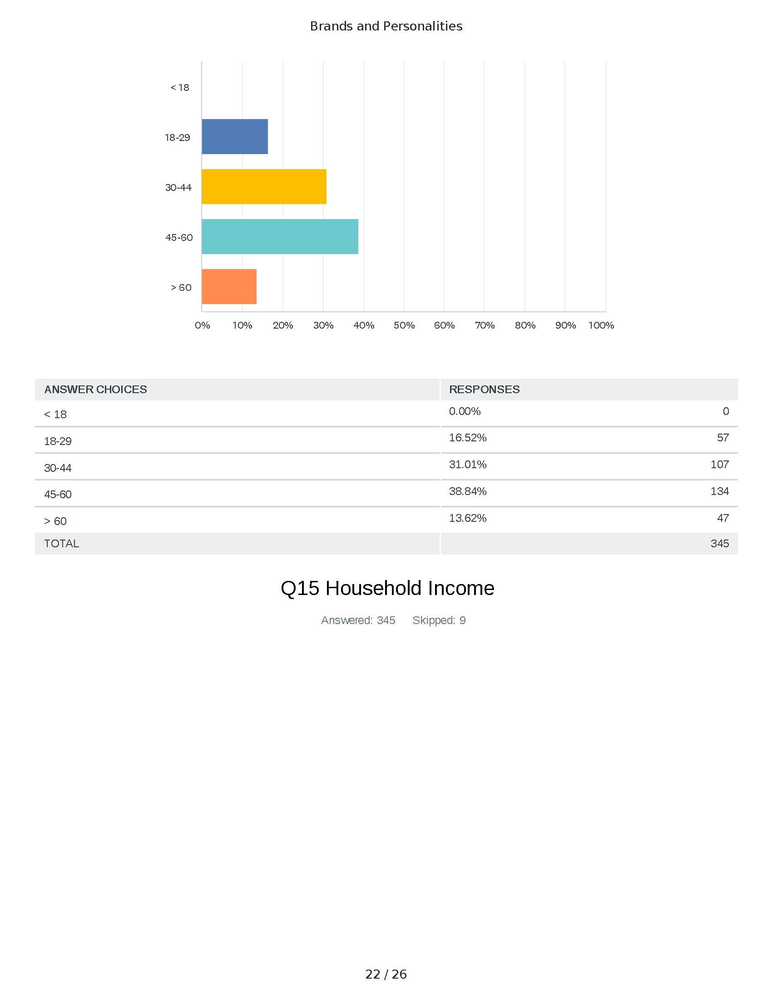 Brands and Personalities
< 18
18-29
30-44
45-60
> 60
0% 10% 20% 30% 40% 50% 60% 70% 80% 90% 100%
ANSWER CHOICES RESPONSES
< 18 0.00% 0
18-29 16.52% 57
30-44 31.01% 107
45-60 38.84% 134
> 60 13.62% 47
TOTAL 345
Q15 Household Income
Answered: 345 Skipped: 9
22 / 26